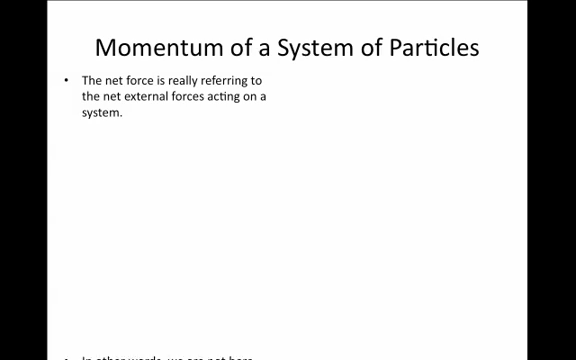 Momentum of a System of Particles
• The net force is really referring to
the net external forces acting on a
system.
• In other words, we are not here